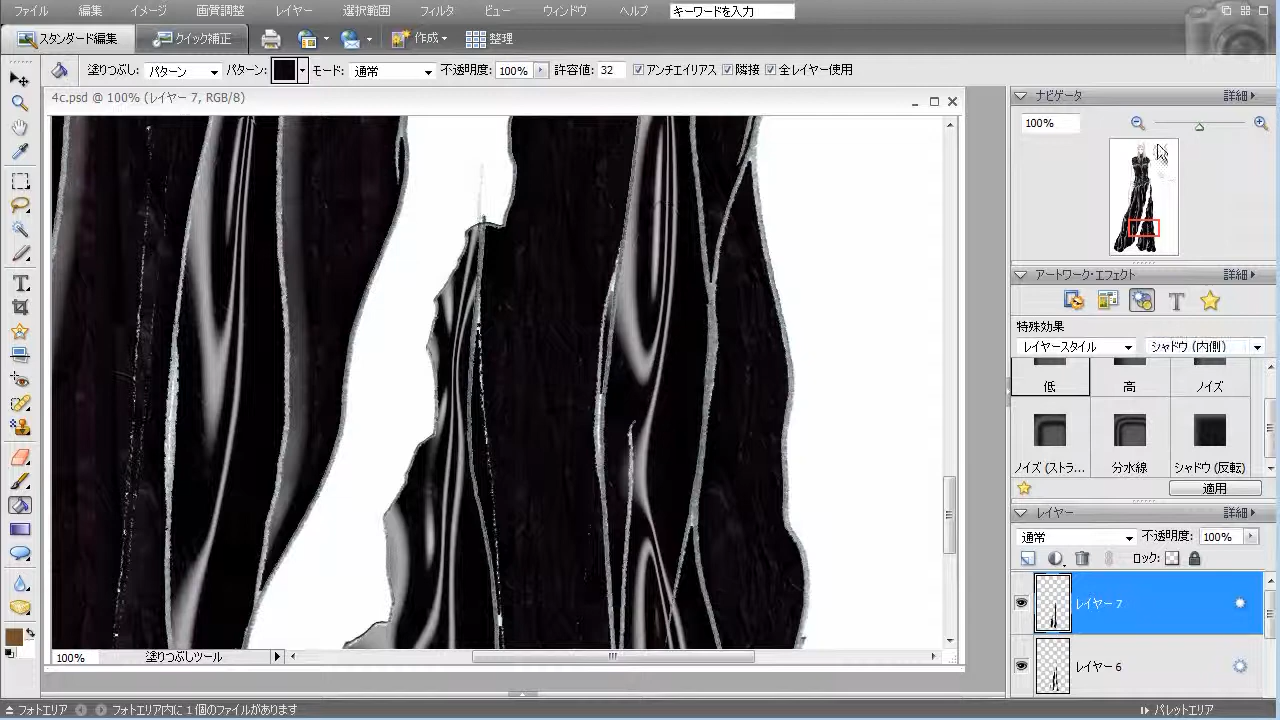 ファイル 編集 イメージ 画質調整 レイヤー 選択範囲 フィルタ ビュー ウィンドウ ヘルプ キーワードを入力
スタンダード編集 クイック補正 作成 整理
塗りつぶし: パターン パターン: モード: 通常 不透明度: 100% 許容値: 32 アンチエイリアス 隣接 全レイヤー使用
4c.psd @ 100% (レイヤー 7, RGB/8)
ナビゲータ 詳細
100%
アートワーク・エフェクト 詳細
T
特殊効果
レイヤースタイル シャドウ (内側)
低 高 ノイズ
ノイズ (ストラ... 分水線 シャドウ (反転)
適用
レイヤー 詳細
通常 不透明度: 100%
ロック:
レイヤー 7
レイヤー 6
100% 塗りつぶしツール
フォトエリア フォトエリア内に 1 個のファイルがあります パレットエリア